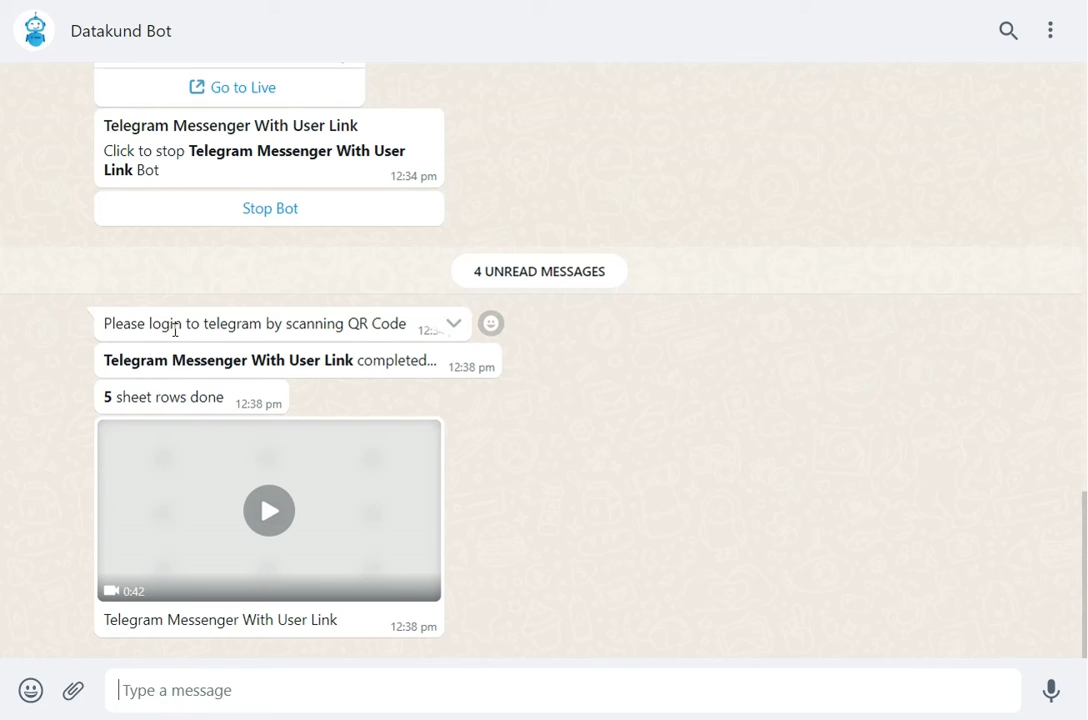 Datakund Bot
Go to Live
Telegram Messenger With User Link
Click to stop Telegram Messenger With User
Link Bot
12:34 pm
Stop Bot
4 UNREAD MESSAGES
Please login to telegram by scanning QR Code
Telegram Messenger With User Link completed...
12:38 pm
5 sheet rows done
12:38 pm
0:42
Telegram Messenger With User Link
12:38 pm
Type a message